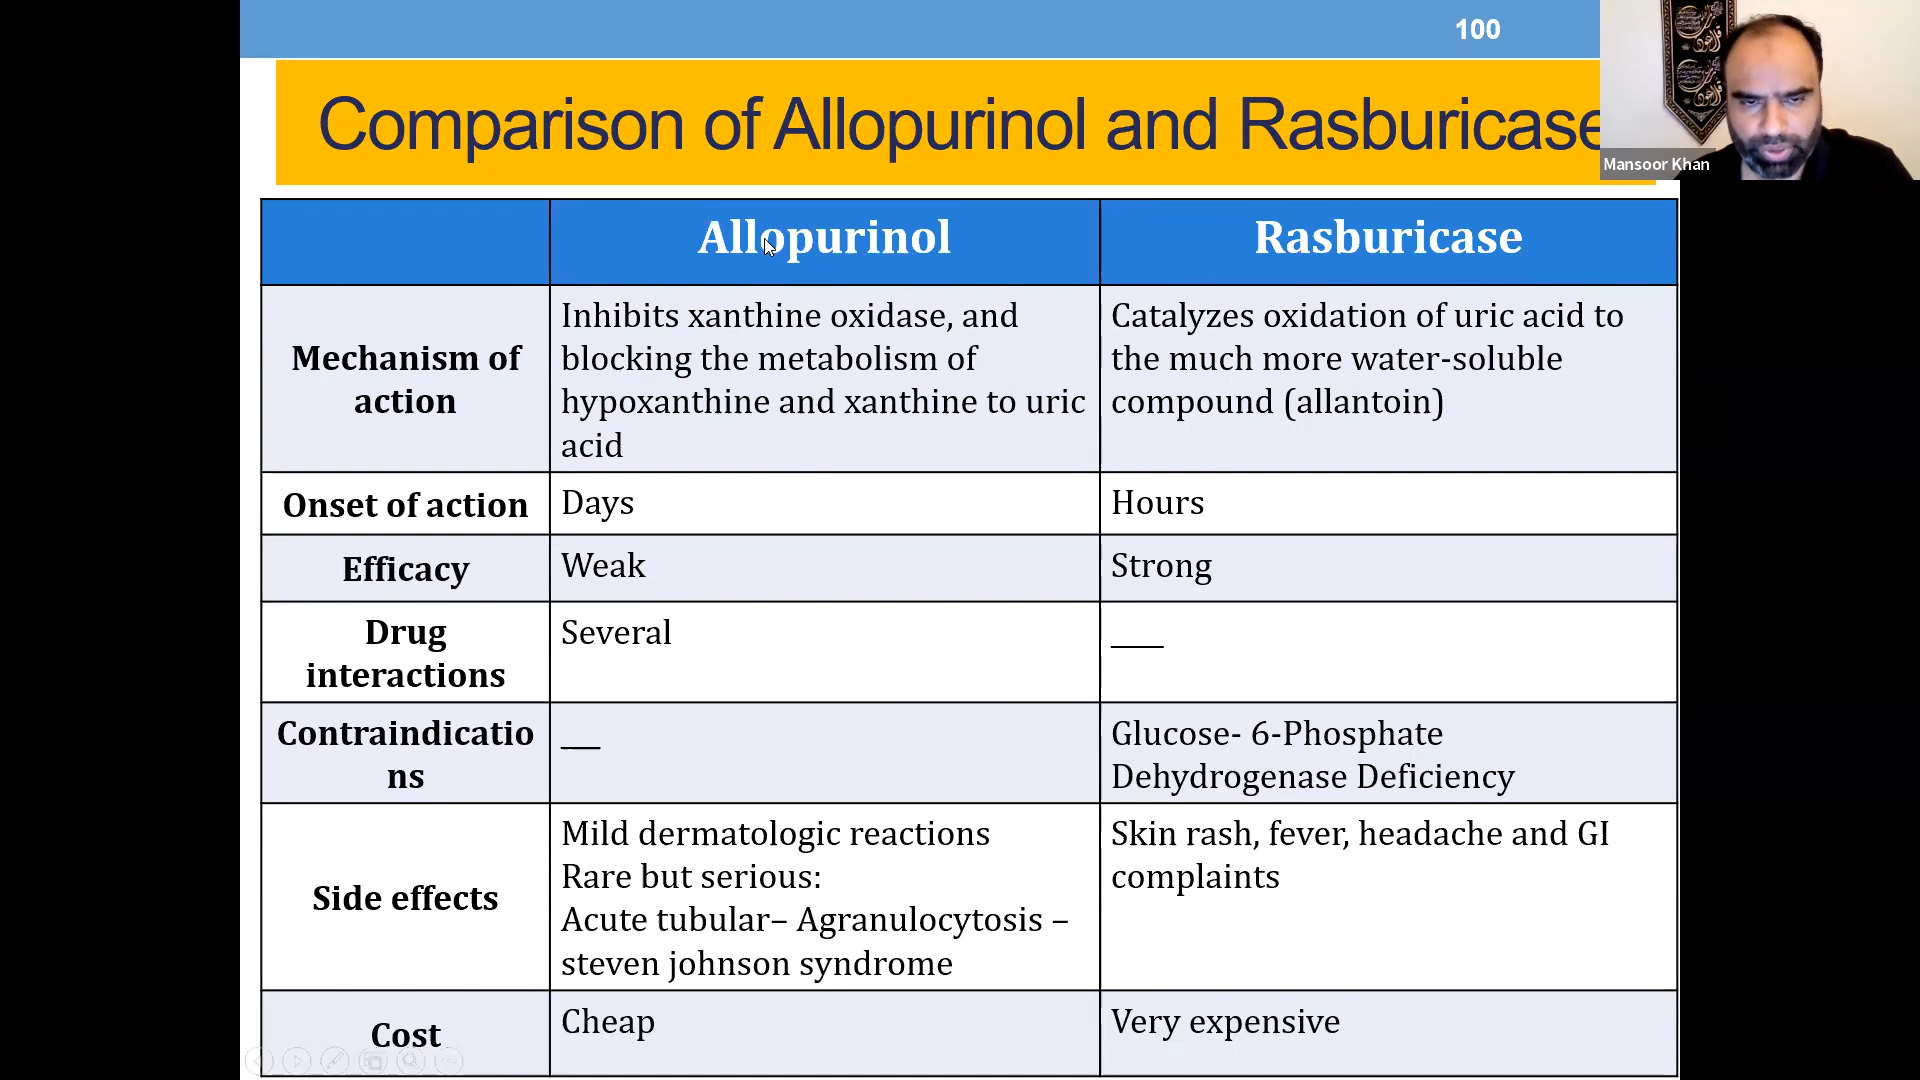 100
Comparison of Allopurinol and Rasburicase
Mansoor Khan
Allopurinol
Rasburicase
Mechanism of
action
Inhibits xanthine oxidase, and
blocking the metabolism of
hypoxanthine and xanthine to uric
acid
Catalyzes oxidation of uric acid to
the much more water-soluble
compound (allantoin)
Onset of action
Days
Hours
Efficacy
Weak
Strong
Drug
interactions
Several
Contraindicatio
ns
Glucose- 6-Phosphate
Dehydrogenase Deficiency
Side effects
Mild dermatologic reactions
Rare but serious:
Acute tubular– Agranulocytosis –
steven johnson syndrome
Skin rash, fever, headache and GI
complaints
Cost
Cheap
Very expensive